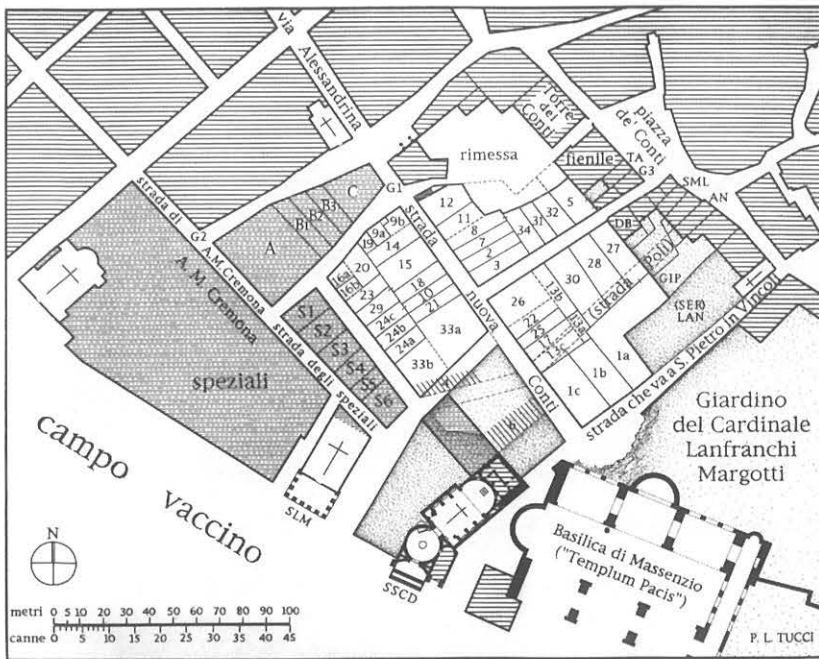 via Alessandrina
Torre dei Conti
piazza de' Conti
rimessa
fienile
TA
G3
SML
AN
C
G1
B3
B2
B1
A
G2
strada di A.M. Cremona
A. M. Cremona
speziali
strada degli speziali
S1
S2
S3
S4
S5
S6
12
11
8
7
2
3
34
31
32
5
9b
9a
19
14
15
16a
16b
20
23
29
24c
24b
24a
18
10
21
33a
33b
strada nuova Conti
26
13b
30
28
27
22
13c
1a
1b
1c
b
DB
GIP
(SER)
LAN
(strada
strada che va a S. Pietro in Vincoli
Giardino
del Cardinale
Lanfranchi
Margotti
campo vaccino
SLM
SSCD
Basilica di Massenzio
("Templum Pacis")
N
metri 0 5 10 20 30 40 50 60 70 80 90 100
canne 0 5 10 15 20 25 30 35 40 45
P. L. TUCCI